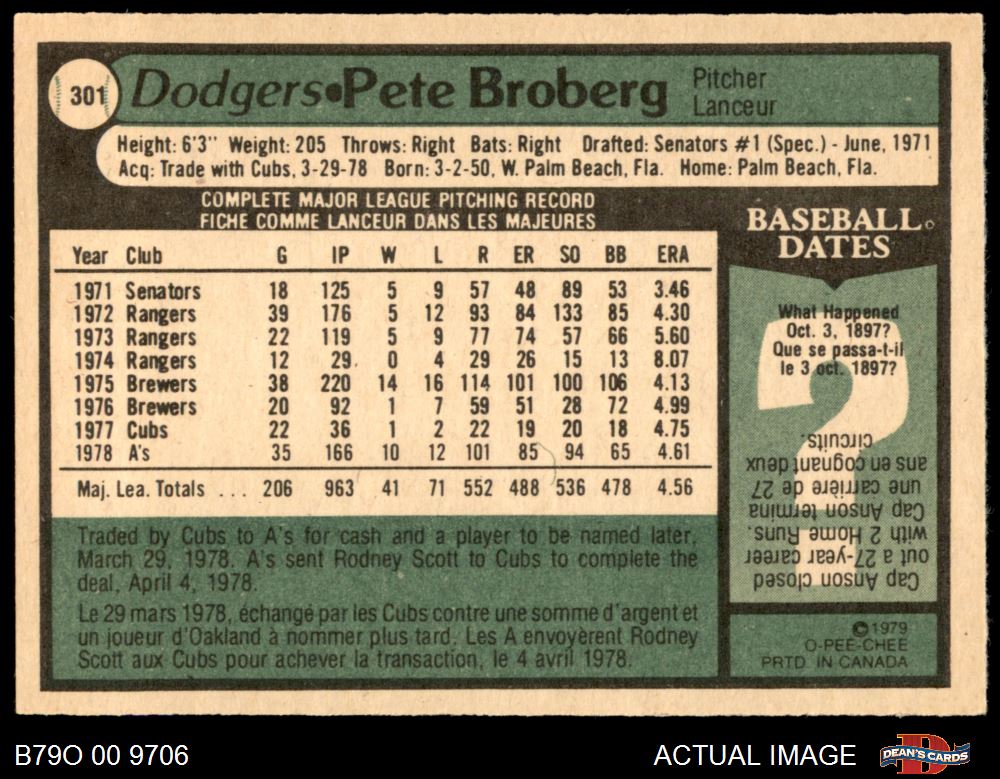 301 Dodgers•Pete Broberg Pitcher
Lanceur
Height: 6'3" Weight: 205 Throws: Right Bats: Right Drafted: Senators #1 (Spec.) - June, 1971
Acq: Trade with Cubs, 3-29-78 Born: 3-2-50, W. Palm Beach, Fla. Home: Palm Beach, Fla.
COMPLETE MAJOR LEAGUE PITCHING RECORD
FICHE COMME LANCEUR DANS LES MAJEURES
Year Club G IP W L R ER SO BB ERA
1971 Senators 18 125 5 9 57 48 89 53 3.46
1972 Rangers 39 176 5 12 93 84 133 85 4.30
1973 Rangers 22 119 5 9 77 74 57 66 5.60
1974 Rangers 12 29 0 4 29 26 15 13 8.07
1975 Brewers 38 220 14 16 114 101 100 106 4.13
1976 Brewers 20 92 1 7 59 51 28 72 4.99
1977 Cubs 22 36 1 2 22 19 20 18 4.75
1978 A's 35 166 10 12 101 85 94 65 4.61
Maj. Lea. Totals ... 206 963 41 71 552 488 536 478 4.56
Traded by Cubs to A's for cash and a player to be named later,
March 29, 1978. A's sent Rodney Scott to Cubs to complete the
deal, April 4, 1978.
Le 29 mars 1978, échangé par les Cubs contre une somme d'argent et
un joueur d'Oakland à nommer plus tard. Les A envoyèrent Rodney
Scott aux Cubs pour achever la transaction, le 4 avril 1978.
BASEBALL
DATES
What Happened
Oct. 3, 1897?
Que se passa-t-il
le 3 oct. 1897?
?
Cap Anson closed
out a 27-year career
with 2 Home Runs.
Cap Anson termina
une carrière de 27
ans en cognant deux
circuits.
©1979
O-PEE-CHEE
PRTD IN CANADA
B79O 00 9706
ACTUAL IMAGE
DEAN'S CARDS